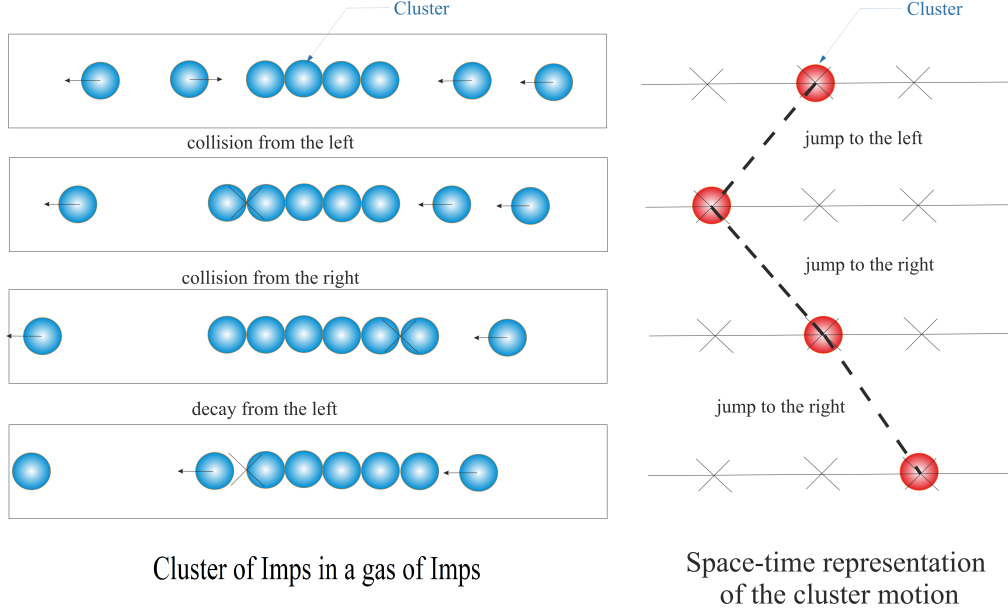 Cluster
Cluster
jump to the left
collision from the left
jump to the right
collision from the right
jump to the right
decay from the left
Cluster of Imps in a gas of Imps
Space-time representation
of the cluster motion